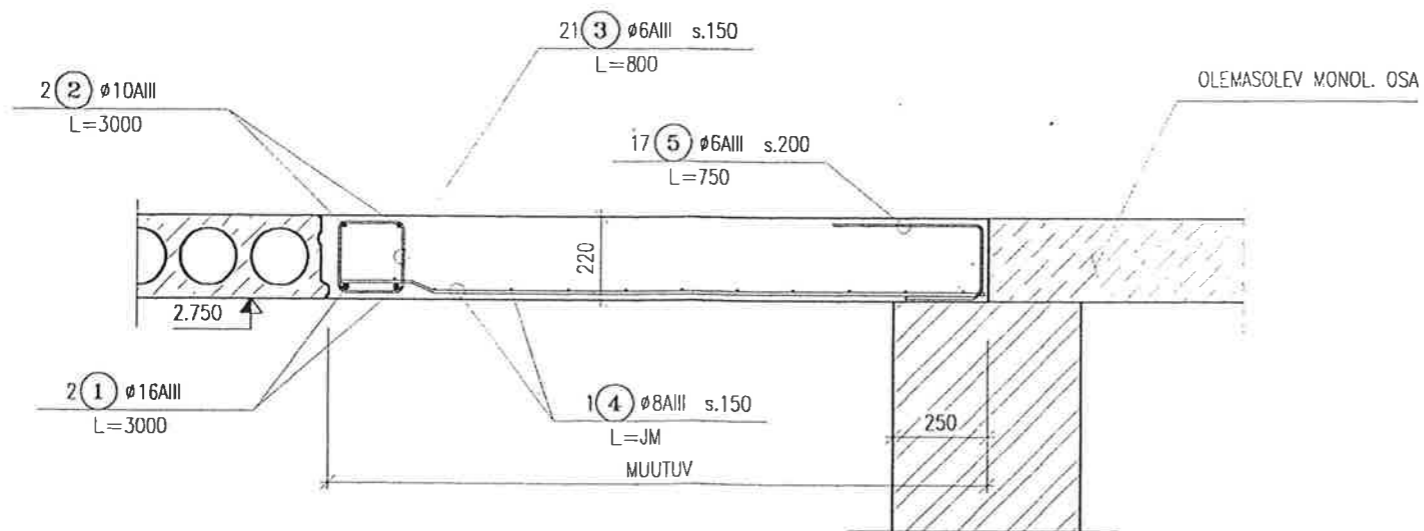 21 3 ø6AIII s.150
L=800
2 2 ø10AIII
L=3000
OLEMASOLEV MONOL. OSA
17 5 ø6AIII s.200
L=750
220
2.750
2 1 ø16AIII
L=3000
1 4 ø8AIII s.150
L=JM
250
MUUTUV